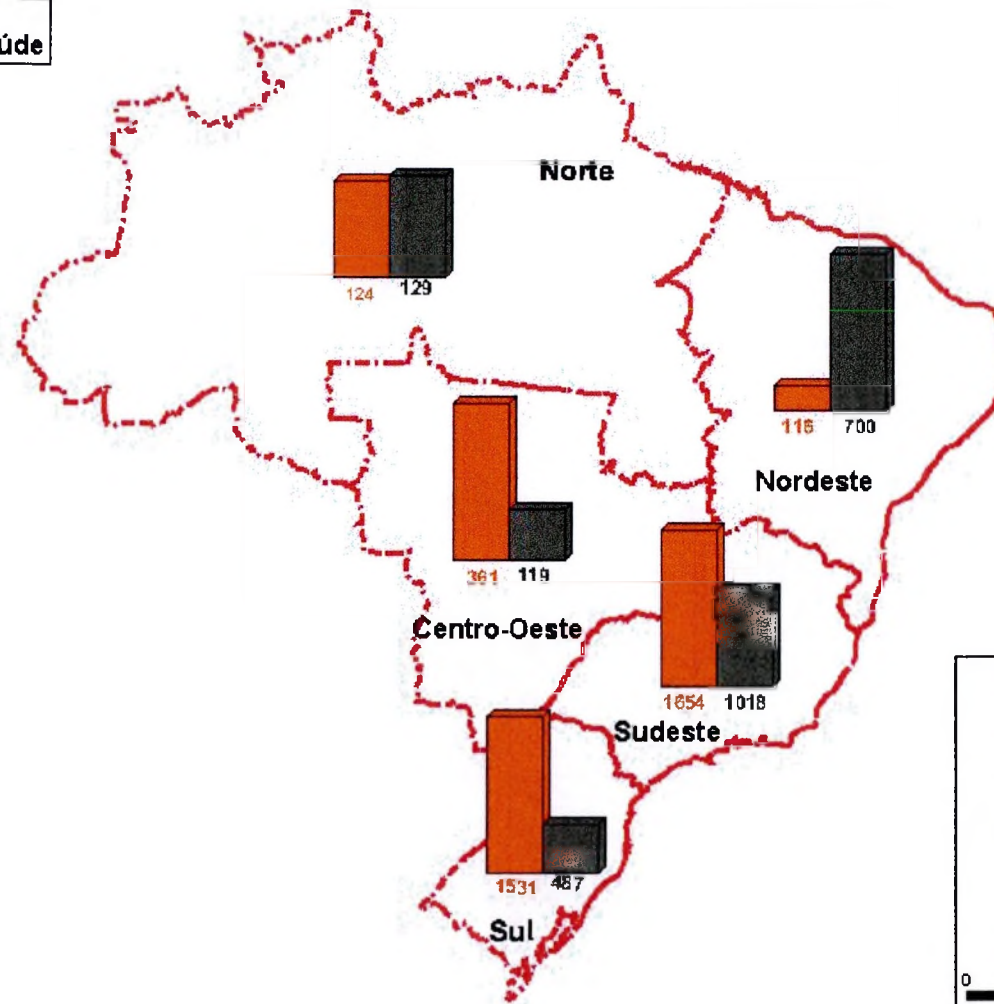 úde
Norte
124 129
116 700
Nordeste
361 119
Centro-Oeste
1654 1018
Sudeste
1531 487
Sul
0